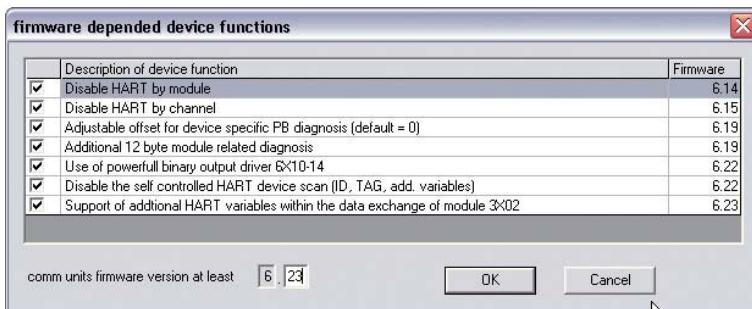 firmware depended device functions
Description of device function Firmware
Disable HART by module 6.14
Disable HART by channel 6.15
Adjustable offset for device specific PB diagnosis (default = 0) 6.19
Additional 12 byte module related diagnosis 6.19
Use of powerfull binary output driver 6X10-14 6.22
Disable the self controlled HART device scan (ID, TAG, add. variables) 6.22
Support of addtional HART variables within the data exchange of module 3X02 6.23
comm units firmware version at least 6 . 23 OK Cancel